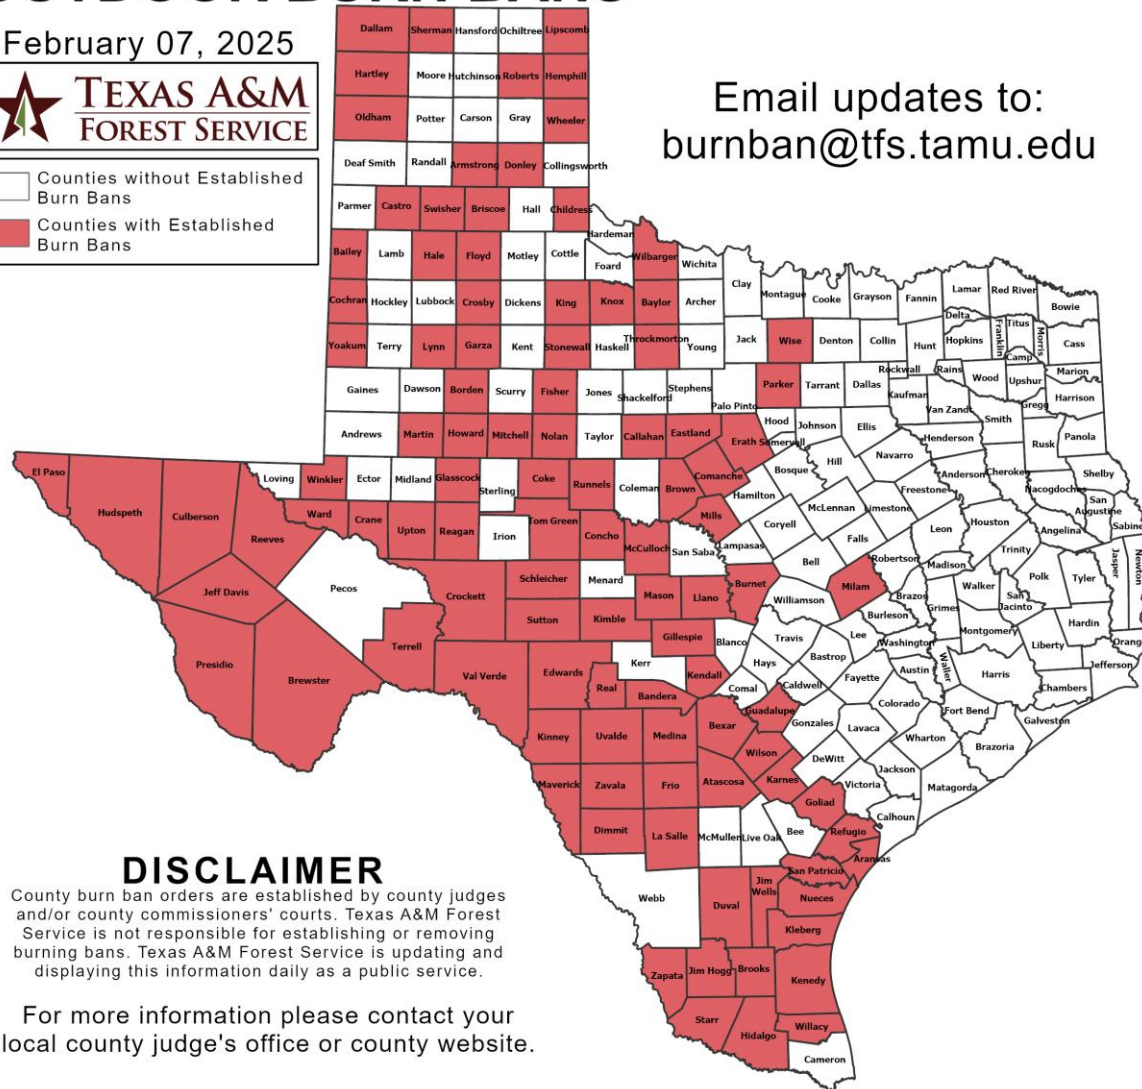 OUTDOOR BURN BANS
February 07, 2025
TEXAS A&M
FOREST SERVICE
Counties without Established
Burn Bans
Counties with Established
Burn Bans
Email updates to:
burnban@tfs.tamu.edu
Dallam Sherman Hansford Ochiltree Lipscomb
Hartley Moore Hutchinson Roberts Hemphill
Oldham Potter Carson Gray Wheeler
Deaf Smith Randall Armstrong Donley Collingsworth
Parmer Castro Swisher Briscoe Hall Childress
Hardeman
Bailey Lamb Hale Floyd Motley Cottle Foard Wilbarger Wichita
Clay Montague Cooke Grayson Fannin Lamar Red River Bowie
Cochran Hockley Lubbock Crosby Dickens King Knox Baylor Archer
Delta Titus Franklin Morris
Yoakum Terry Lynn Garza Kent Stonewall Haskell Throckmorton Young Jack Wise Denton Collin Hunt Hopkins Cass
Camp
Rockwall Rains Wood Upshur Marion
Gaines Dawson Borden Scurry Fisher Jones Shackelford Stephens Palo Pinto Parker Tarrant Dallas Kaufman Van Zandt Gregg Harrison
Smith
Andrews Martin Howard Mitchell Nolan Taylor Callahan Eastland Erath Hood Somervell Johnson Ellis Henderson Rusk Panola
El Paso Hudspeth Culberson Reeves Loving Winkler Ector Midland Glasscock Sterling Coke Runnels Coleman Brown Comanche Hamilton Bosque Hill Navarro Freestone Anderson Cherokee Nacogdoches Shelby
San
Augustine
Sabine
Ward Crane Upton Reagan Irion Tom Green Concho McCulloch San Saba Mills Lampasas Coryell McLennan Limestone Falls Leon Houston Angelina
Trinity Jasper Newton
Jeff Davis Pecos Crockett Schleicher Menard Mason Llano Burnet Bell Milam Robertson Madison Walker Polk Tyler
San
Jacinto
Williamson Brazos Grimes Burleson
Sutton Kimble Gillespie Blanco Travis Lee Washington Montgomery Hardin
Presidio Brewster Terrell Val Verde Edwards Kerr Kendall Hays Bastrop Austin Waller Harris Liberty Orange
Jefferson
Real Bandera Comal Caldwell Fayette Chambers
Guadalupe Gonzales Colorado Fort Bend Galveston
Kinney Uvalde Medina Bexar Wilson Lavaca Wharton Brazoria
DeWitt
Maverick Zavala Frio Atascosa Karnes Jackson Victoria Matagorda
Goliad Calhoun
Dimmit La Salle McMullen Live Oak Bee Refugio
Aransas
San Patricio
Webb Duval Jim
Wells Nueces
Kleberg
Zapata Jim Hogg Brooks Kenedy
Starr Hidalgo Willacy
Cameron
DISCLAIMER
County burn ban orders are established by county judges
and/or county commissioners' courts. Texas A&M Forest
Service is not responsible for establishing or removing
burning bans. Texas A&M Forest Service is updating and
displaying this information daily as a public service.
For more information please contact your
local county judge's office or county website.